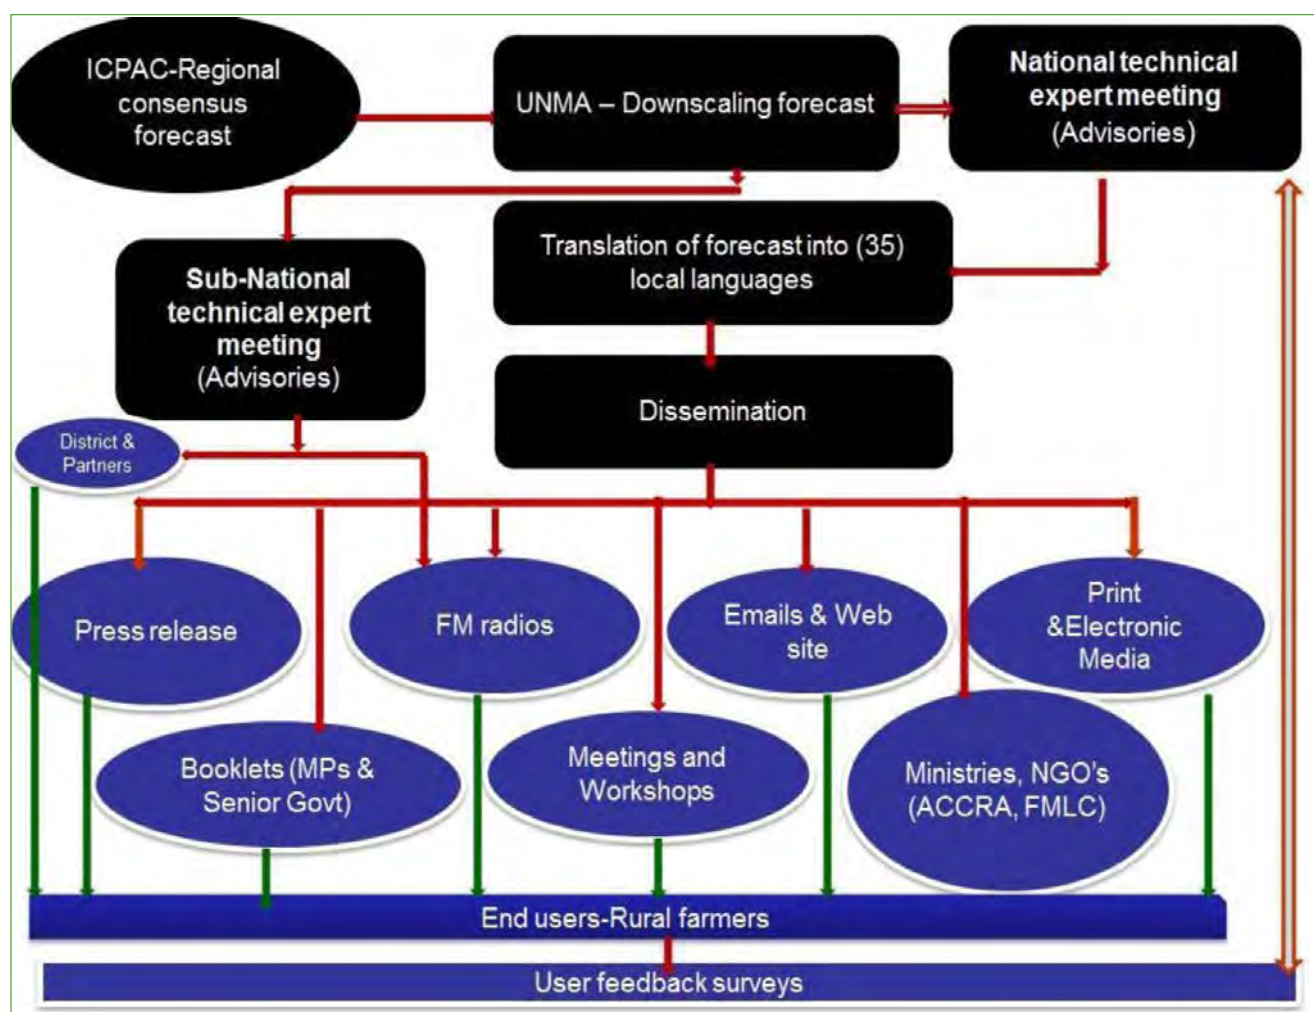 ICPAC-Regional
consensus
forecast
UNMA – Downscaling forecast
National technical
expert meeting
(Advisories)
Translation of forecast into (35)
local languages
Sub-National
technical expert
meeting
(Advisories)
Dissemination
District &
Partners
Press release
FM radios
Emails & Web
site
Print
&Electronic
Media
Booklets (MPs &
Senior Govt)
Meetings and
Workshops
Ministries, NGO's
(ACCRA, FMLC)
End users-Rural farmers
User feedback surveys